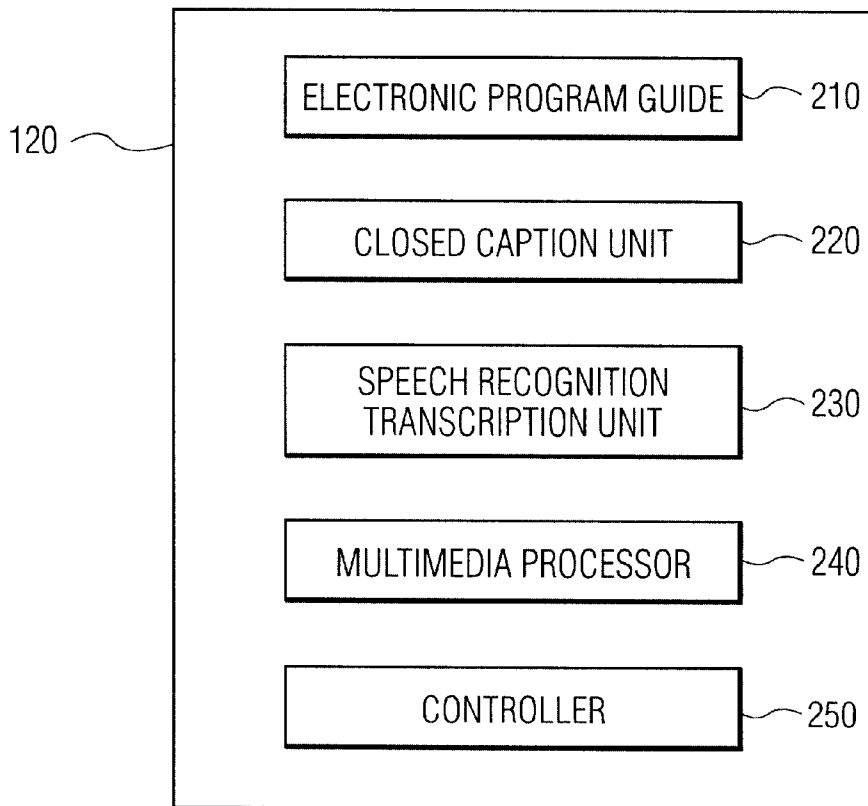 ELECTRONIC PROGRAM GUIDE
210
120
CLOSED CAPTION UNIT
220
SPEECH RECOGNITION
TRANSCRIPTION UNIT
230
MULTIMEDIA PROCESSOR
240
CONTROLLER
250